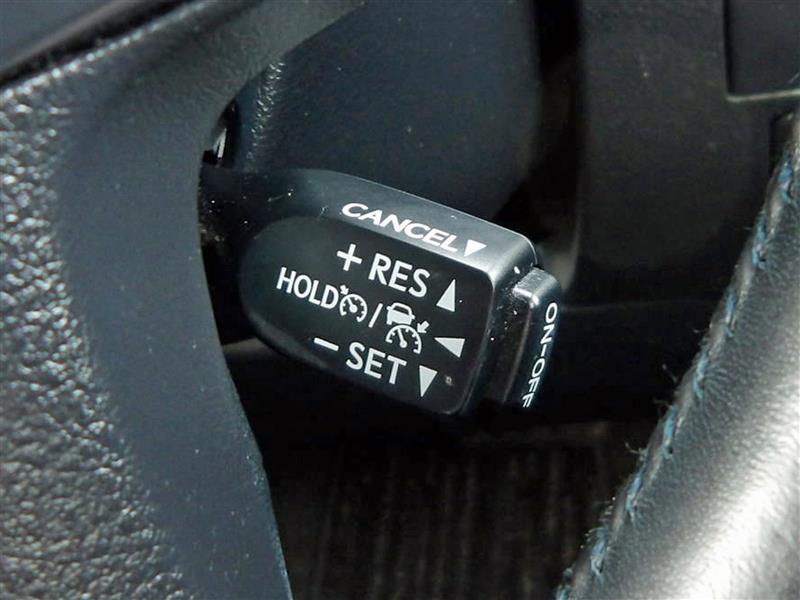 CANCEL▼
+ RES ▲
HOLD / ◀
− SET ▼
ON-OFF